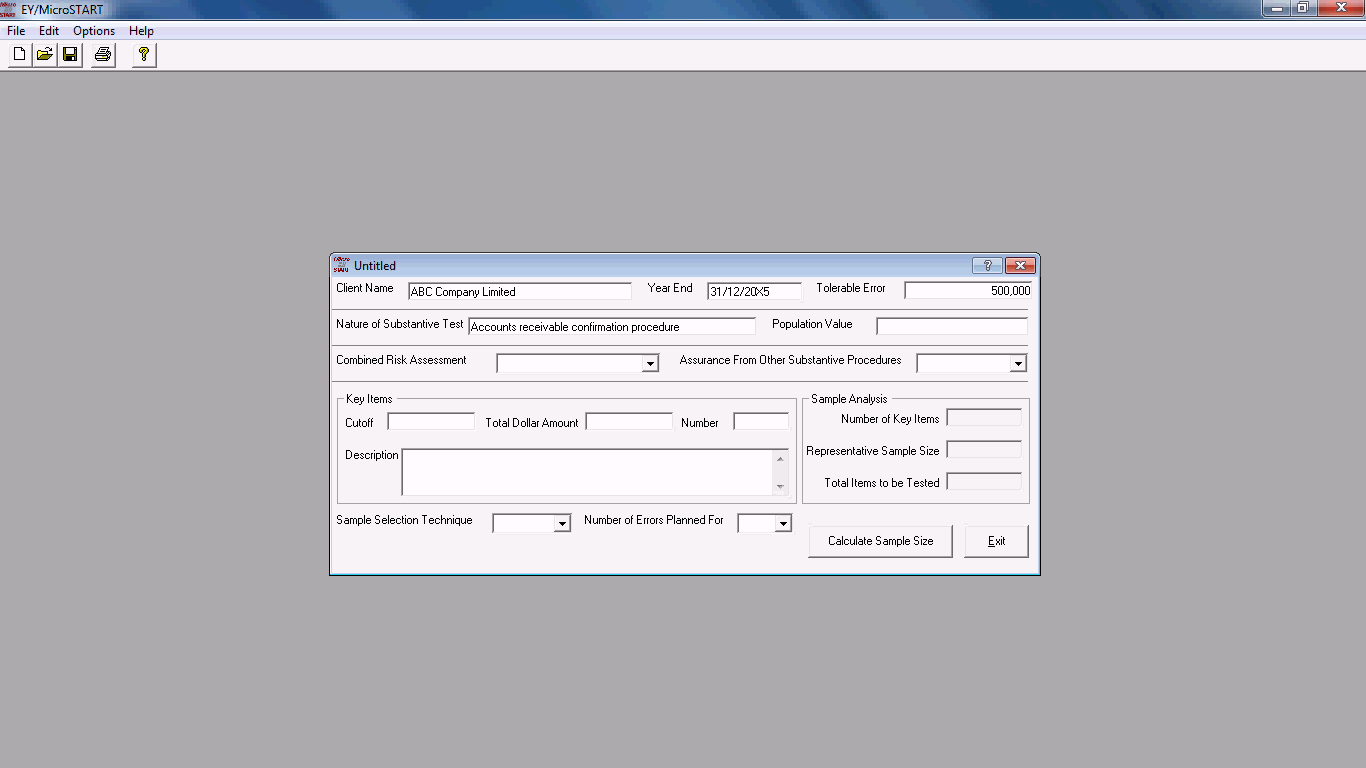 EY/MicroSTART
File Edit Options Help
Untitled
Client Name ABC Company Limited Year End 31/12/20X5 Tolerable Error 500,000
Nature of Substantive Test Accounts receivable confirmation procedure Population Value
Combined Risk Assessment Assurance From Other Substantive Procedures
Key Items
Cutoff Total Dollar Amount Number
Description
Sample Analysis
Number of Key Items
Representative Sample Size
Total Items to be Tested
Sample Selection Technique Number of Errors Planned For
Calculate Sample Size Exit